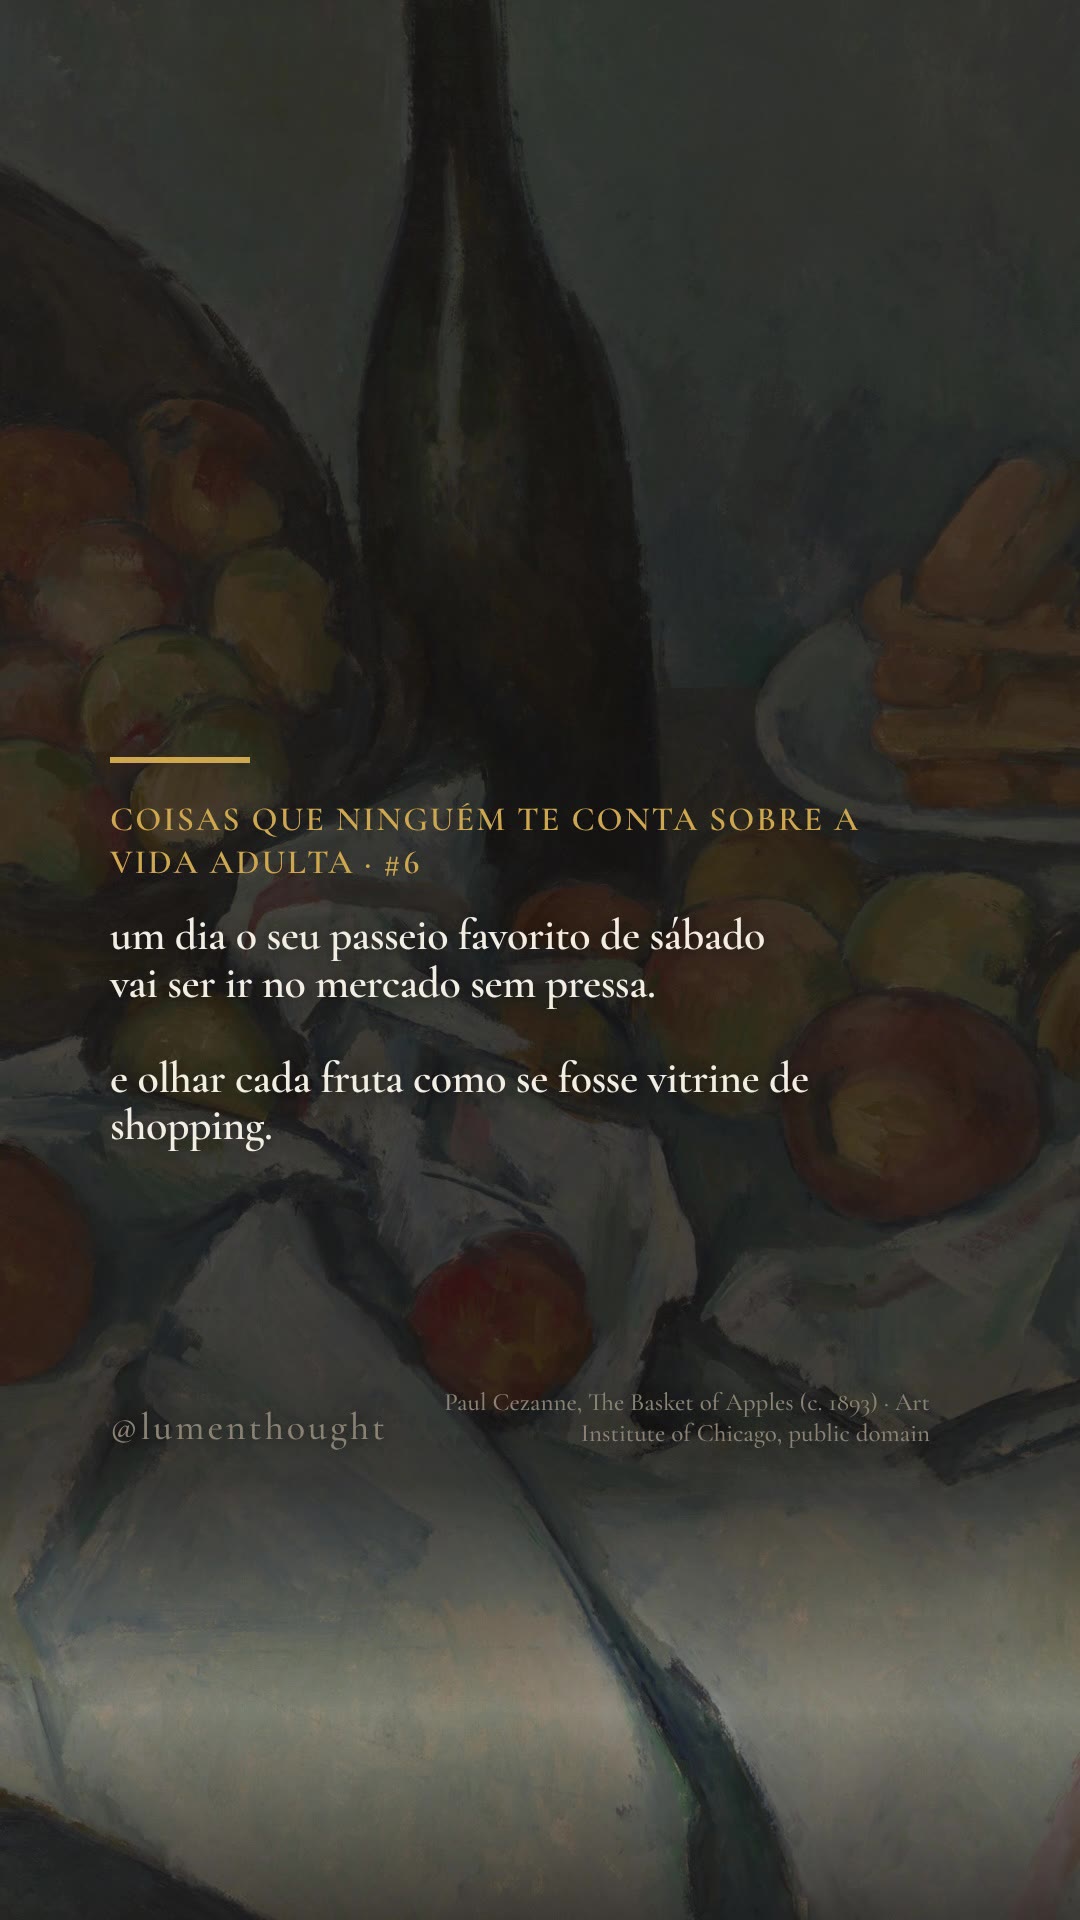 COISAS QUE NINGUÉM TE CONTA SOBRE A
VIDA ADULTA · #6
um dia o seu passeio favorito de sábado
vai ser ir no mercado sem pressa.
e olhar cada fruta como se fosse vitrine de
shopping.
@lumenthought
Paul Cezanne, The Basket of Apples (c. 1893) · Art
Institute of Chicago, public domain